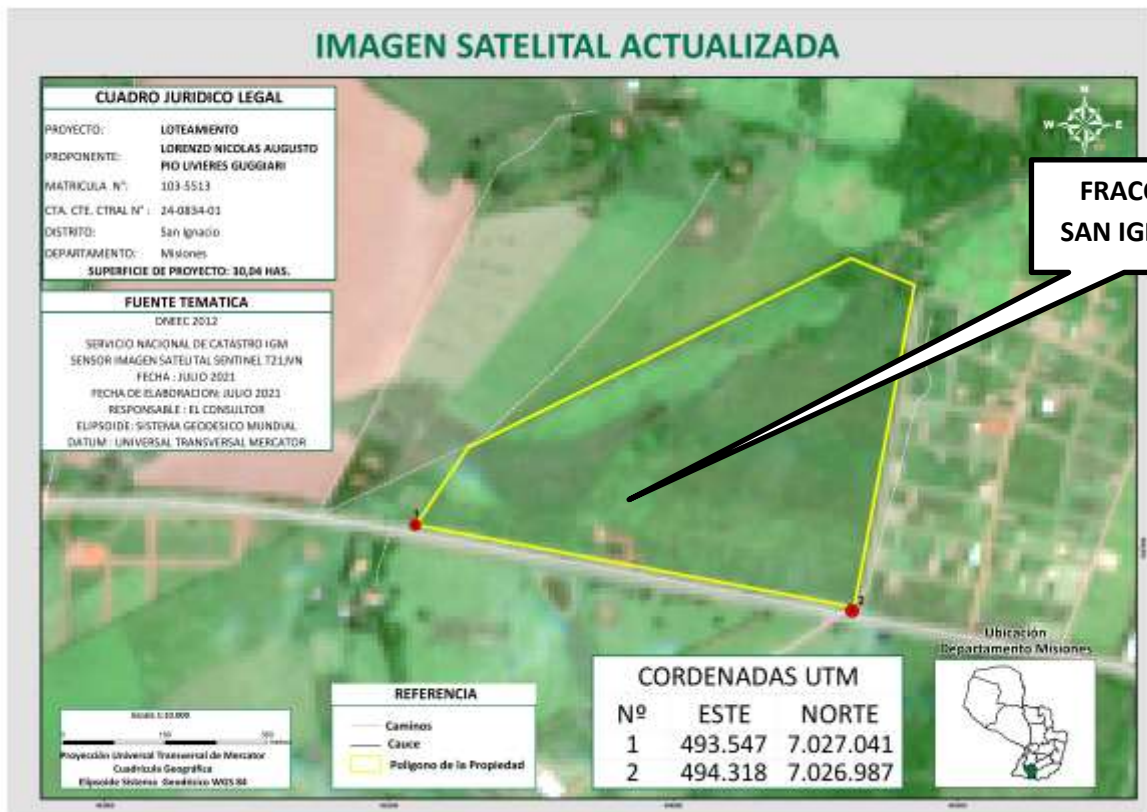 IMAGEN SATELITAL ACTUALIZADA
CUADRO JURIDICO LEGAL
PROYECTO: LOTEAMIENTO
PROPONENTE: LORENZO NICOLAS AUGUSTO PIO LIVIERES GUGGIARI
MATRICULA N°: 103-5513
CTA. CTE. CTRAL N°: 24-0834-01
DISTRITO: San Ignacio
DEPARTAMENTO: Misiones
SUPERFICIE DE PROYECTO: 30,04 HAS.
FUENTE TEMATICA
DNEEC 2012
SERVICIO NACIONAL DE CATASTRO IGM
SENSOR IMAGEN SATELITAL SENTINEL
FECHA : JULIO 2021
FECHA DE ELABORACION: JULIO 2021
RESPONSABLE : EL CONSULTOR
ELIPSOIDE: SISTEMA GEODESICO MUNDIAL
DATUM : UNIVERSAL TRANSVERSAL MERCATOR
N
W E
FRACC
SAN IGN
1
2
Ubicación
Departamento Misiones
CORDENADAS UTM
Nº ESTE NORTE
1 493.547 7.027.041
2 494.318 7.026.987
REFERENCIA
Caminos
Cauce
Poligono de la Propiedad
Escala 1:10.000
Proyección Universal Transversal de Mercator
Cuadrícula Geográfica
Elipsoide Sistema Geodésico WGS 84